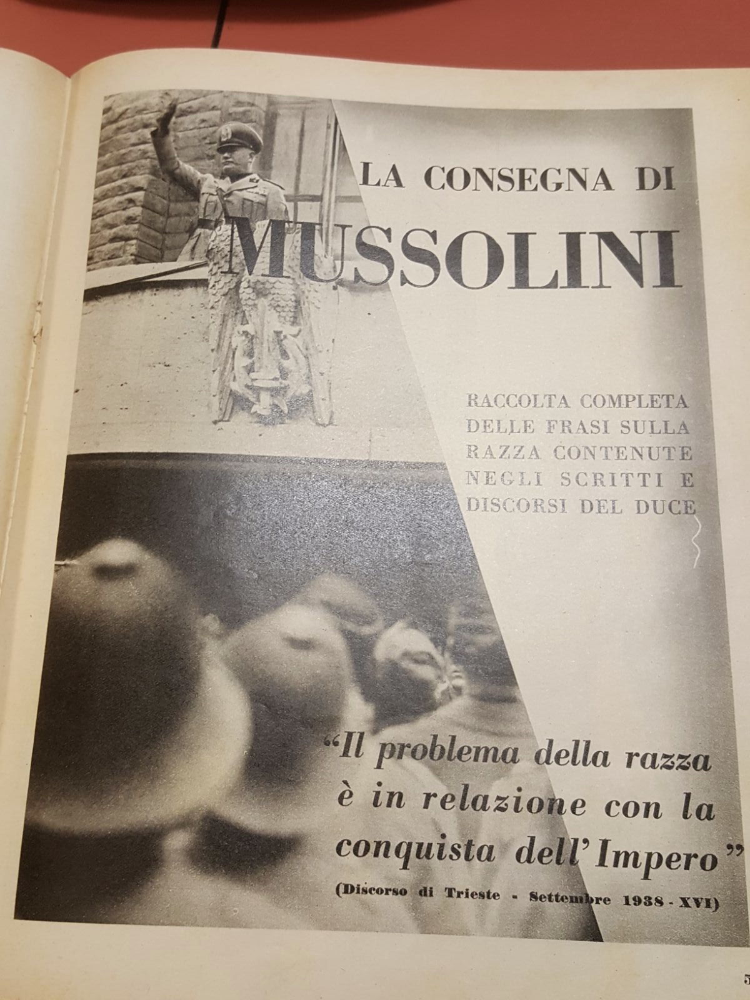 LA CONSEGNA DI
MUSSOLINI
RACCOLTA COMPLETA
DELLE FRASI SULLA
RAZZA CONTENUTE
NEGLI SCRITTI E
DISCORSI DEL DUCE
“Il problema della razza
è in relazione con la
conquista dell’Impero”
(Discorso di Trieste - Settembre 1938 - XVI)